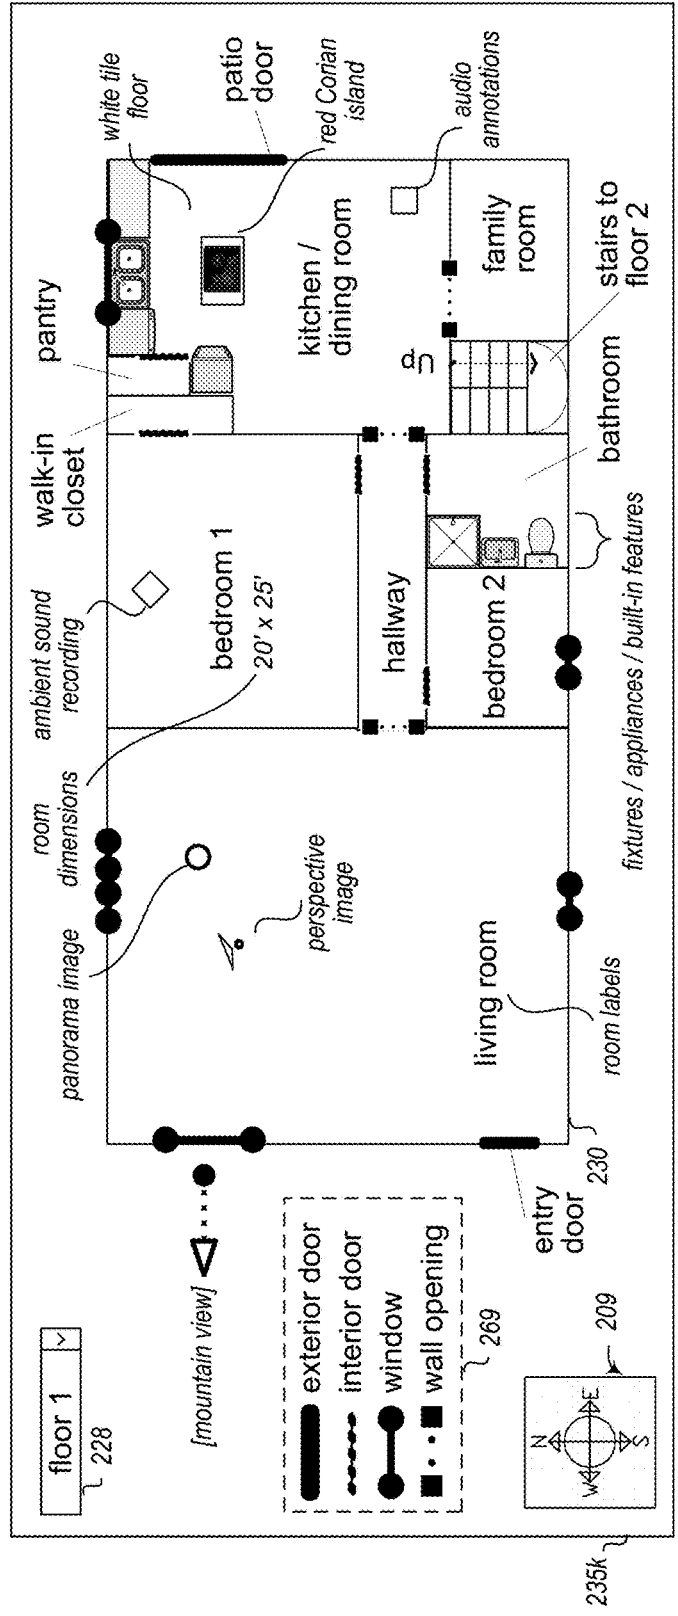 floor 1
228
panorama image
room
dimensions
ambient sound
recording
walk-in
closet
pantry
white tile
floor
patio
door
red Corian
island
[mountain view]
bedroom 1
20' x 25'
perspective
image
kitchen /
dining room
exterior door
interior door
window
wall opening
269
hallway
Up
audio
annotations
living room
bedroom 2
family
room
entry
door
230
room labels
bathroom
stairs to
floor 2
fixtures / appliances / built-in features
N
W
E
S
209
235k